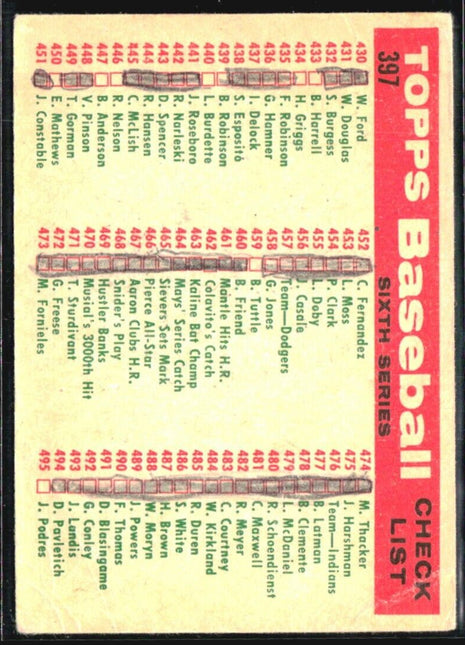 TOPPS Baseball CHECK LIST
397
SIXTH SERIES
430 W. Ford
431 W. Douglas
432 S. Burgess
433 B. Harrell
434 H. Griggs
435 F. Robinson
436 G. Hamner
437 I. Delock
438 S. Espositó
439 B. Robinson
440 L. Burdette
441 J. Roseboro
442 R. Narleski
443 D. Spencer
444 R. Hansen
445 C. McLish
446 R. Nelson
447 B. Anderson
448 V. Pinson
449 T. Gorman
450 E. Mathews
451 J. Constable
452 C. Fernandez
453 L. Moss
454 P. Clark
455 L. Doby
456 J. Casale
457 Team—Dodgers
458 G. Jones
459 B. Tuttle
460 B. Friend
461 Mantle Hits H.R.
462 Colavito's Catch
463 Kaline Bat Champ
464 Mays' Series Catch
465 Sievers Sets Mark
466 Pierce All-Star
467 Aaron Clubs H.R.
468 Snider's Play
469 Hustler Banks
470 Musial's 3000th Hit
471 T. Sturdivant
472 G. Freese
473 M. Fornieles
474 M. Thacker
475 J. Harshman
476 Team—Indians
477 B. Latman
478 B. Clemente
479 L. McDaniel
480 R. Schoendienst
481 C. Maxwell
482 R. Meyer
483 C. Courtney
484 W. Kirkland
485 R. Duren
486 S. White
487 H. Brown
488 W. Moryn
489 J. Powers
490 F. Thomas
491 D. Blasingame
492 G. Conley
493 J. Landis
494 D. Pavletich
495 J. Podres